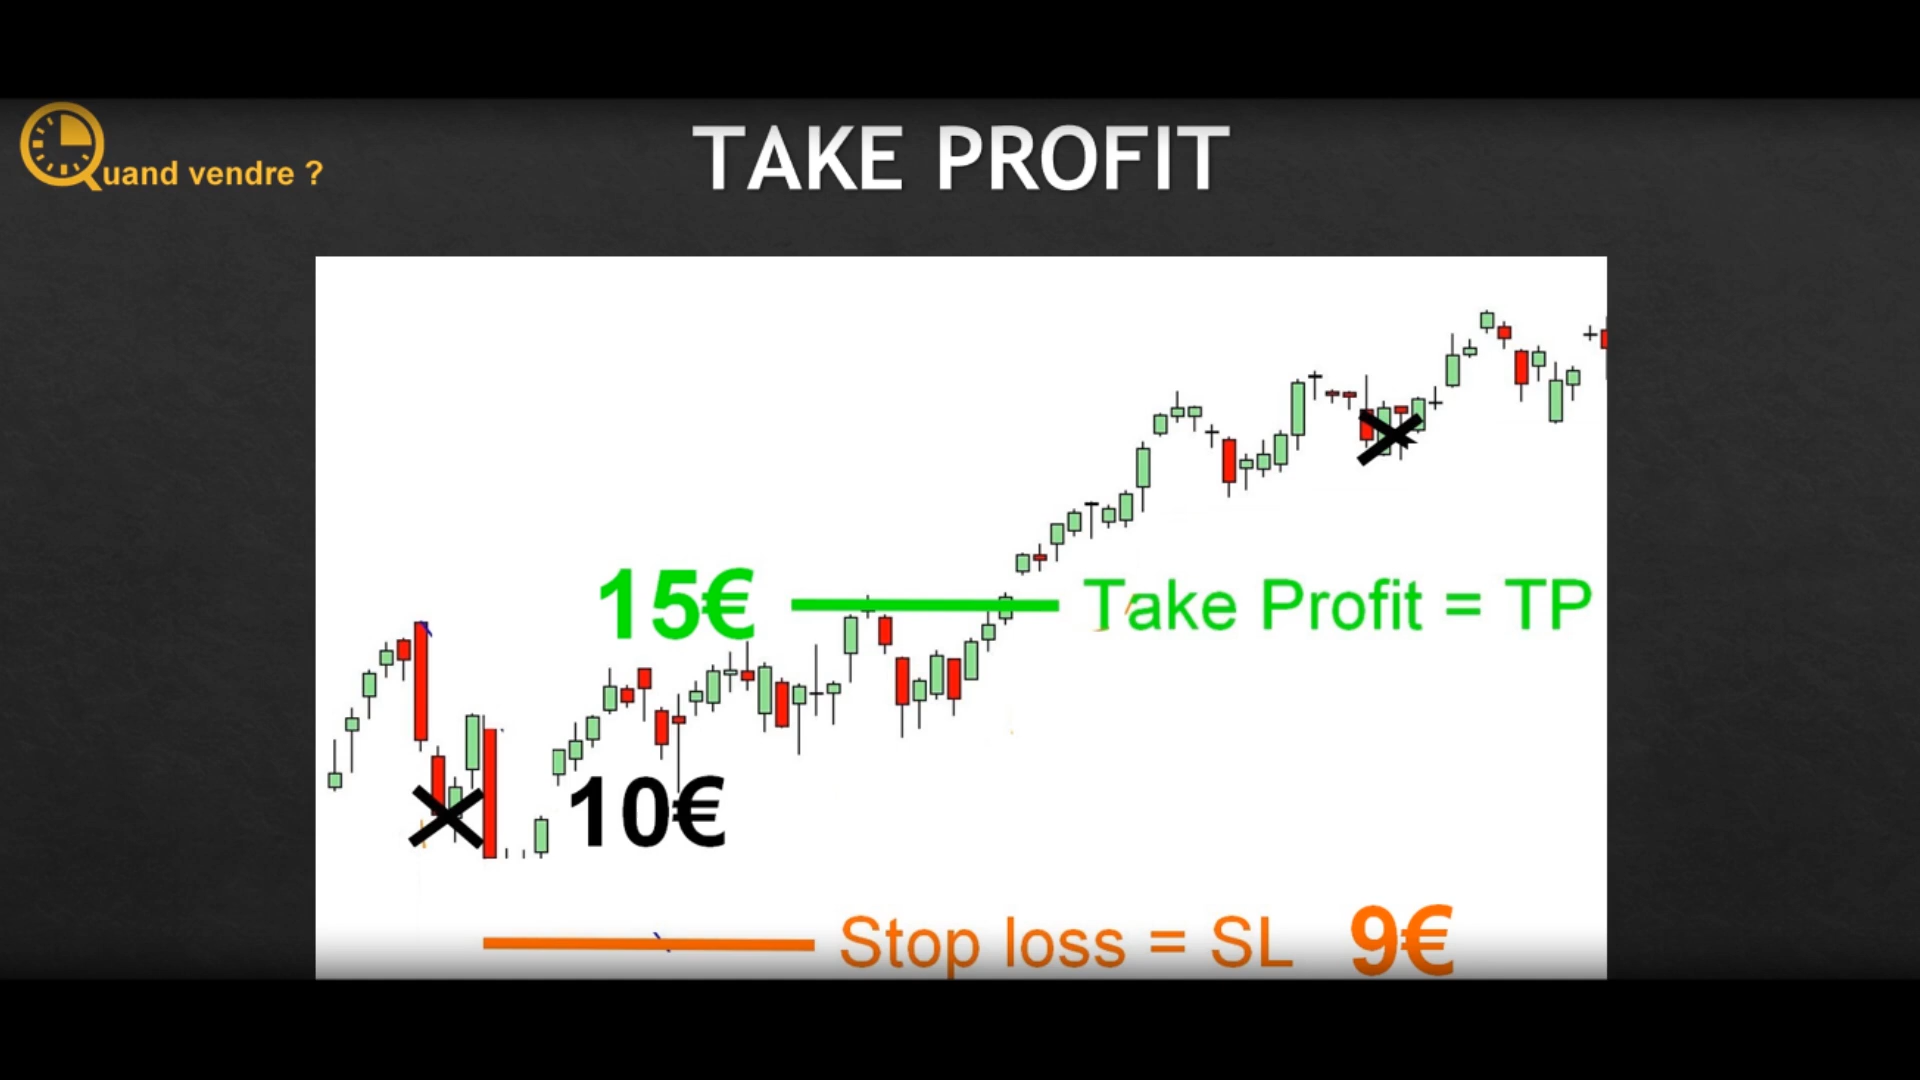 Quand vendre ?
TAKE PROFIT
15€ Take Profit = TP
10€
Stop loss = SL 9€